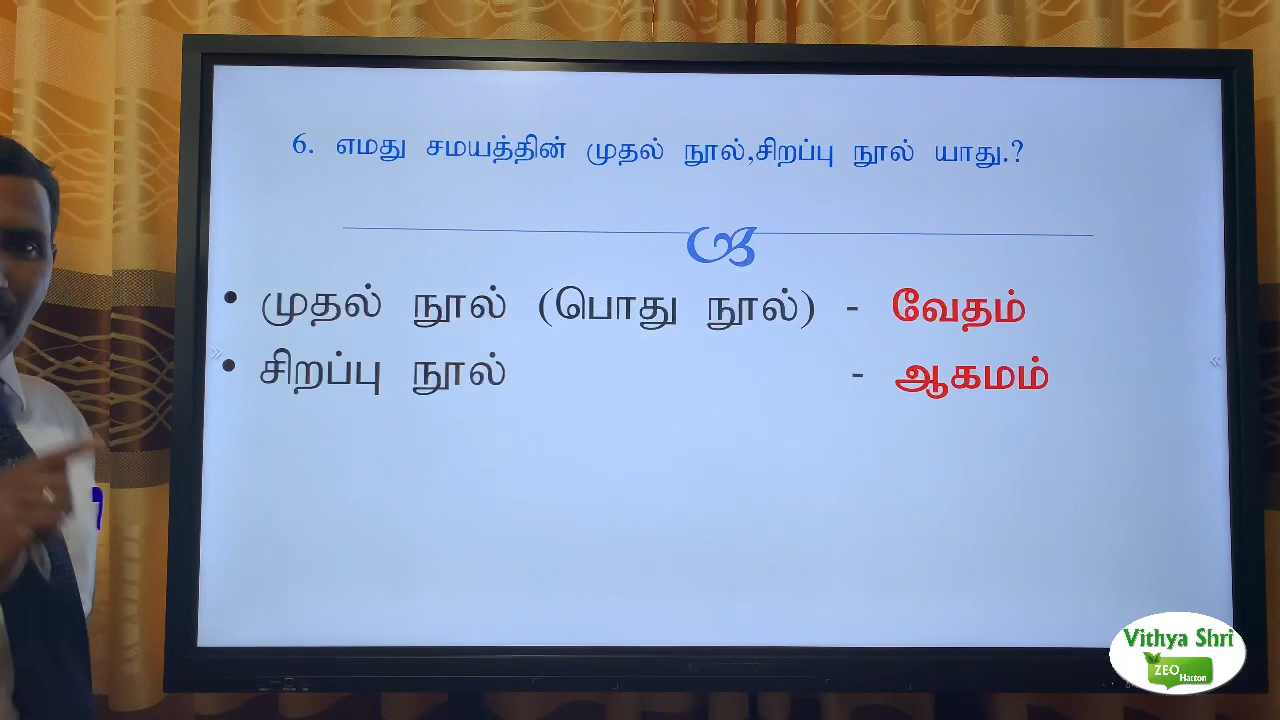 6. எமது சமயத்தின் முதல் நூல்,சிறப்பு நூல் யாது.?
• முதல் நூல் (பொது நூல்) - வேதம்
• சிறப்பு நூல் - ஆகமம்
Vithya Shri
ZEO
Hatton